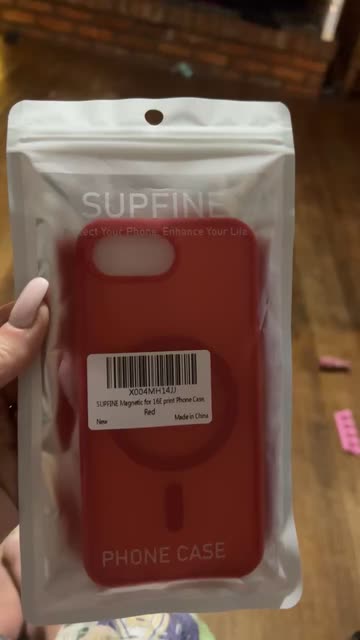 SUPFINE
ect Your Phone, Enhance Your Life
X004MH14JJ
SUPFINE Magnetic for 16E print Phone Case,
Red
New Made in China
PHONE CASE